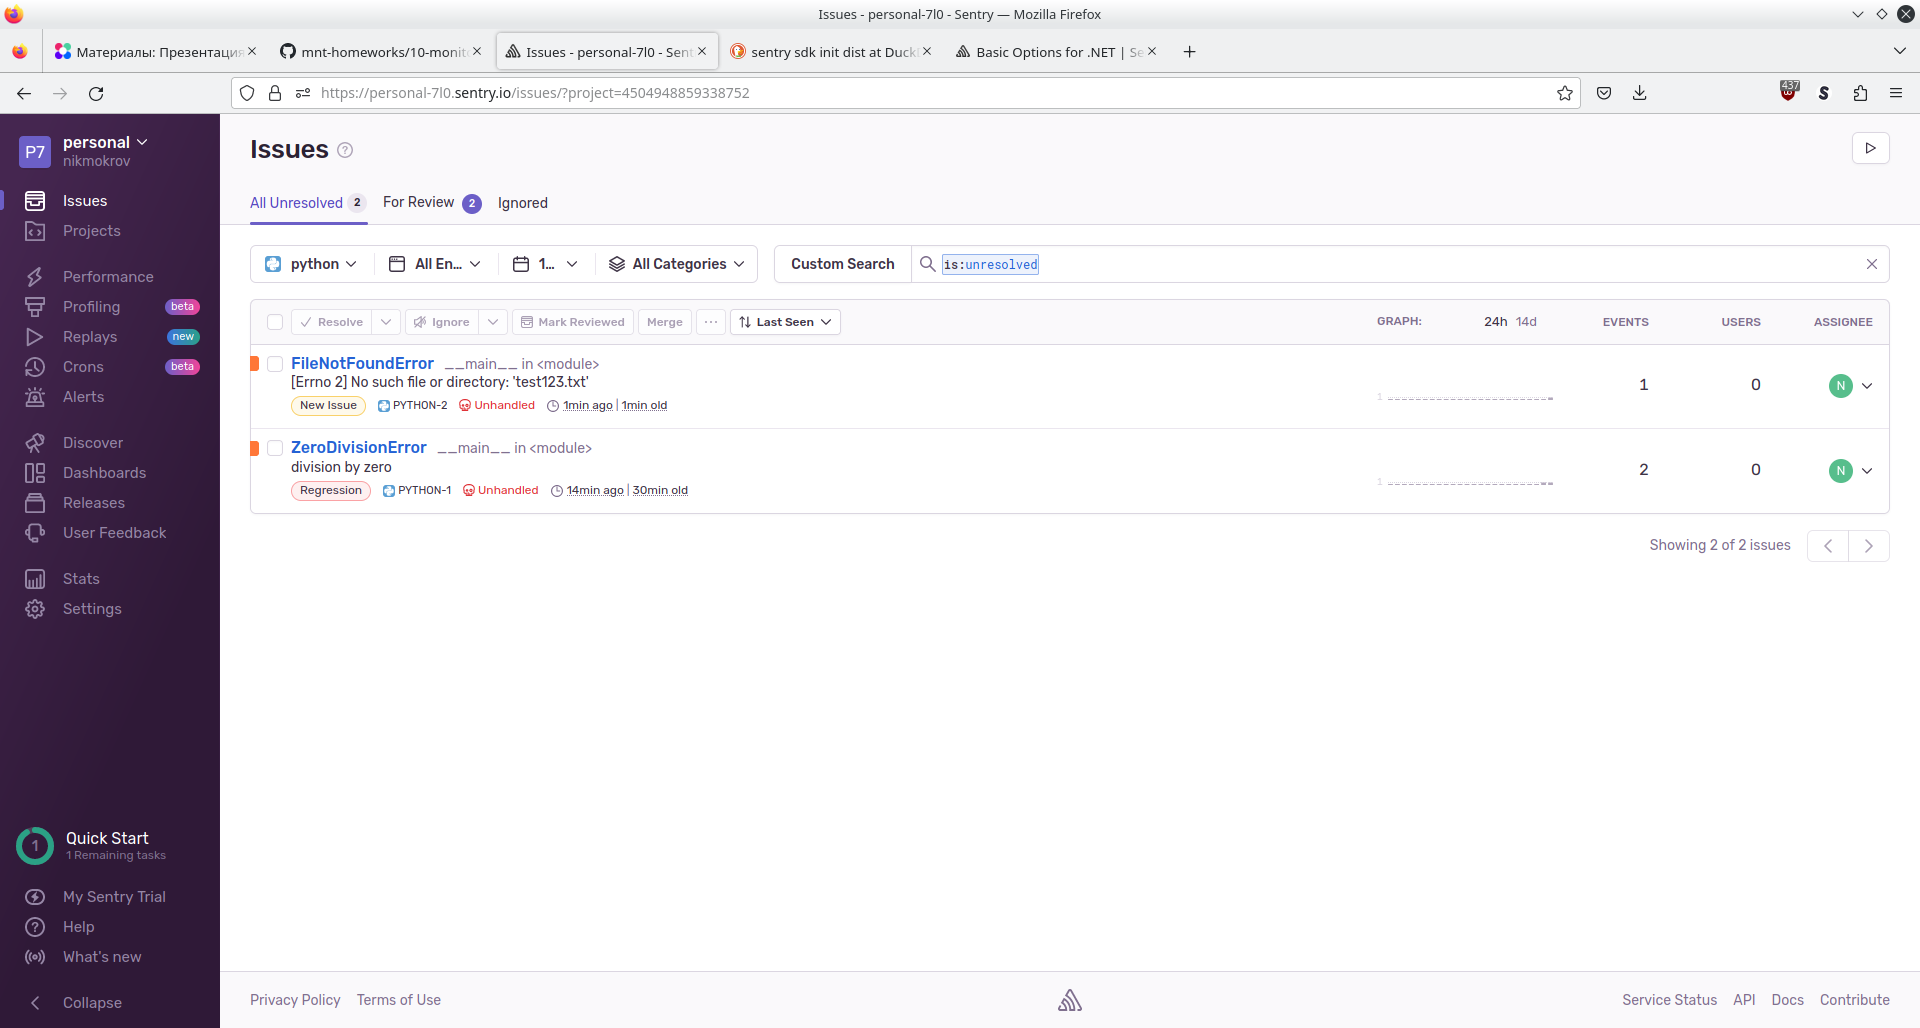 Issues - personal-7l0 - Sentry — Mozilla Firefox
Материалы: Презентация
mnt-homeworks/10-monit
Issues - personal-7l0 - Sent
sentry sdk init dist at Duck
Basic Options for .NET | Se
https://personal-7l0.sentry.io/issues/?project=4504948859338752
437
S
P7
personal
nikmokrov
Issues
Projects
Performance
Profiling beta
Replays new
Crons beta
Alerts
Discover
Dashboards
Releases
User Feedback
Stats
Settings
1
Quick Start
1 Remaining tasks
My Sentry Trial
Help
What's new
Collapse
Issues ?
All Unresolved 2 For Review 2 Ignored
python All En... 1... All Categories Custom Search is:unresolved
Resolve Ignore Mark Reviewed Merge ... Last Seen GRAPH: 24h 14d EVENTS USERS ASSIGNEE
FileNotFoundError __main__ in <module>
[Errno 2] No such file or directory: 'test123.txt'
New Issue PYTHON-2 Unhandled 1min ago | 1min old
1 1 0 N
ZeroDivisionError __main__ in <module>
division by zero
Regression PYTHON-1 Unhandled 14min ago | 30min old
1 2 0 N
Showing 2 of 2 issues
Privacy Policy Terms of Use Service Status API Docs Contribute